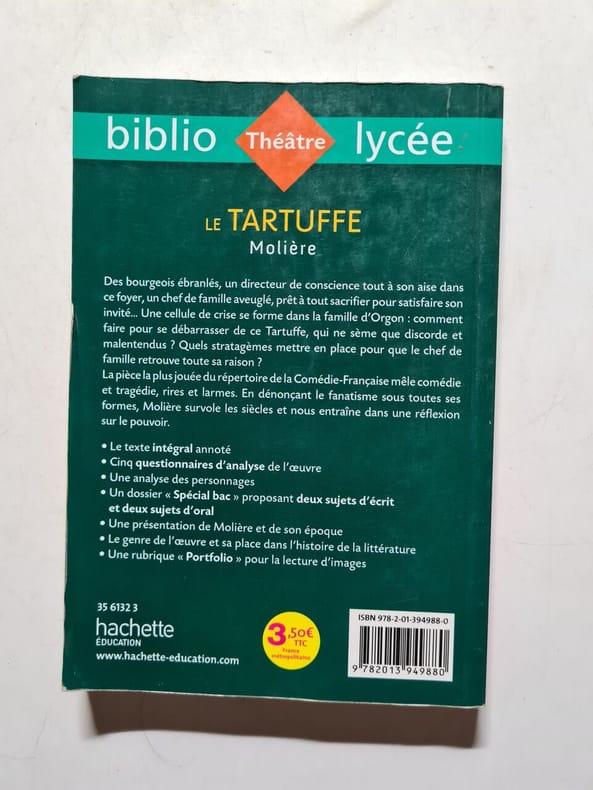 biblio Théâtre lycée
LE TARTUFFE
Molière
Des bourgeois ébranlés, un directeur de conscience tout à son aise dans
ce foyer, un chef de famille aveuglé, prêt à tout sacrifier pour satisfaire son
invité... Une cellule de crise se forme dans la famille d'Orgon : comment
faire pour se débarrasser de ce Tartuffe, qui ne sème que discorde et
malentendus ? Quels stratagèmes mettre en place pour que le chef de
famille retrouve toute sa raison ?
La pièce la plus jouée du répertoire de la Comédie-Française mêle comédie
et tragédie, rires et larmes. En dénonçant le fanatisme sous toutes ses
formes, Molière survole les siècles et nous entraîne dans une réflexion
sur le pouvoir.
• Le texte intégral annoté
• Cinq questionnaires d'analyse de l'œuvre
• Une analyse des personnages
• Un dossier « Spécial bac » proposant deux sujets d'écrit
et deux sujets d'oral
• Une présentation de Molière et de son époque
• Le genre de l'œuvre et sa place dans l'histoire de la littérature
• Une rubrique « Portfolio » pour la lecture d'images
35 6132 3
hachette
ÉDUCATION
www.hachette-education.com
3,50€
TTC
France
métropolitaine
ISBN 978-2-01-394988-0
9 782013 949880